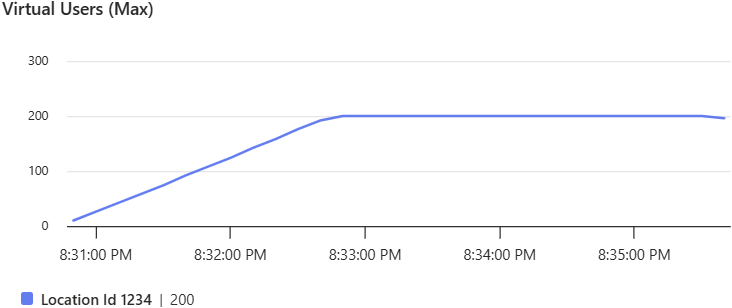 Virtual Users (Max)
300
200
100
0
8:31:00 PM 8:32:00 PM 8:33:00 PM 8:34:00 PM 8:35:00 PM
Location Id 1234 | 200